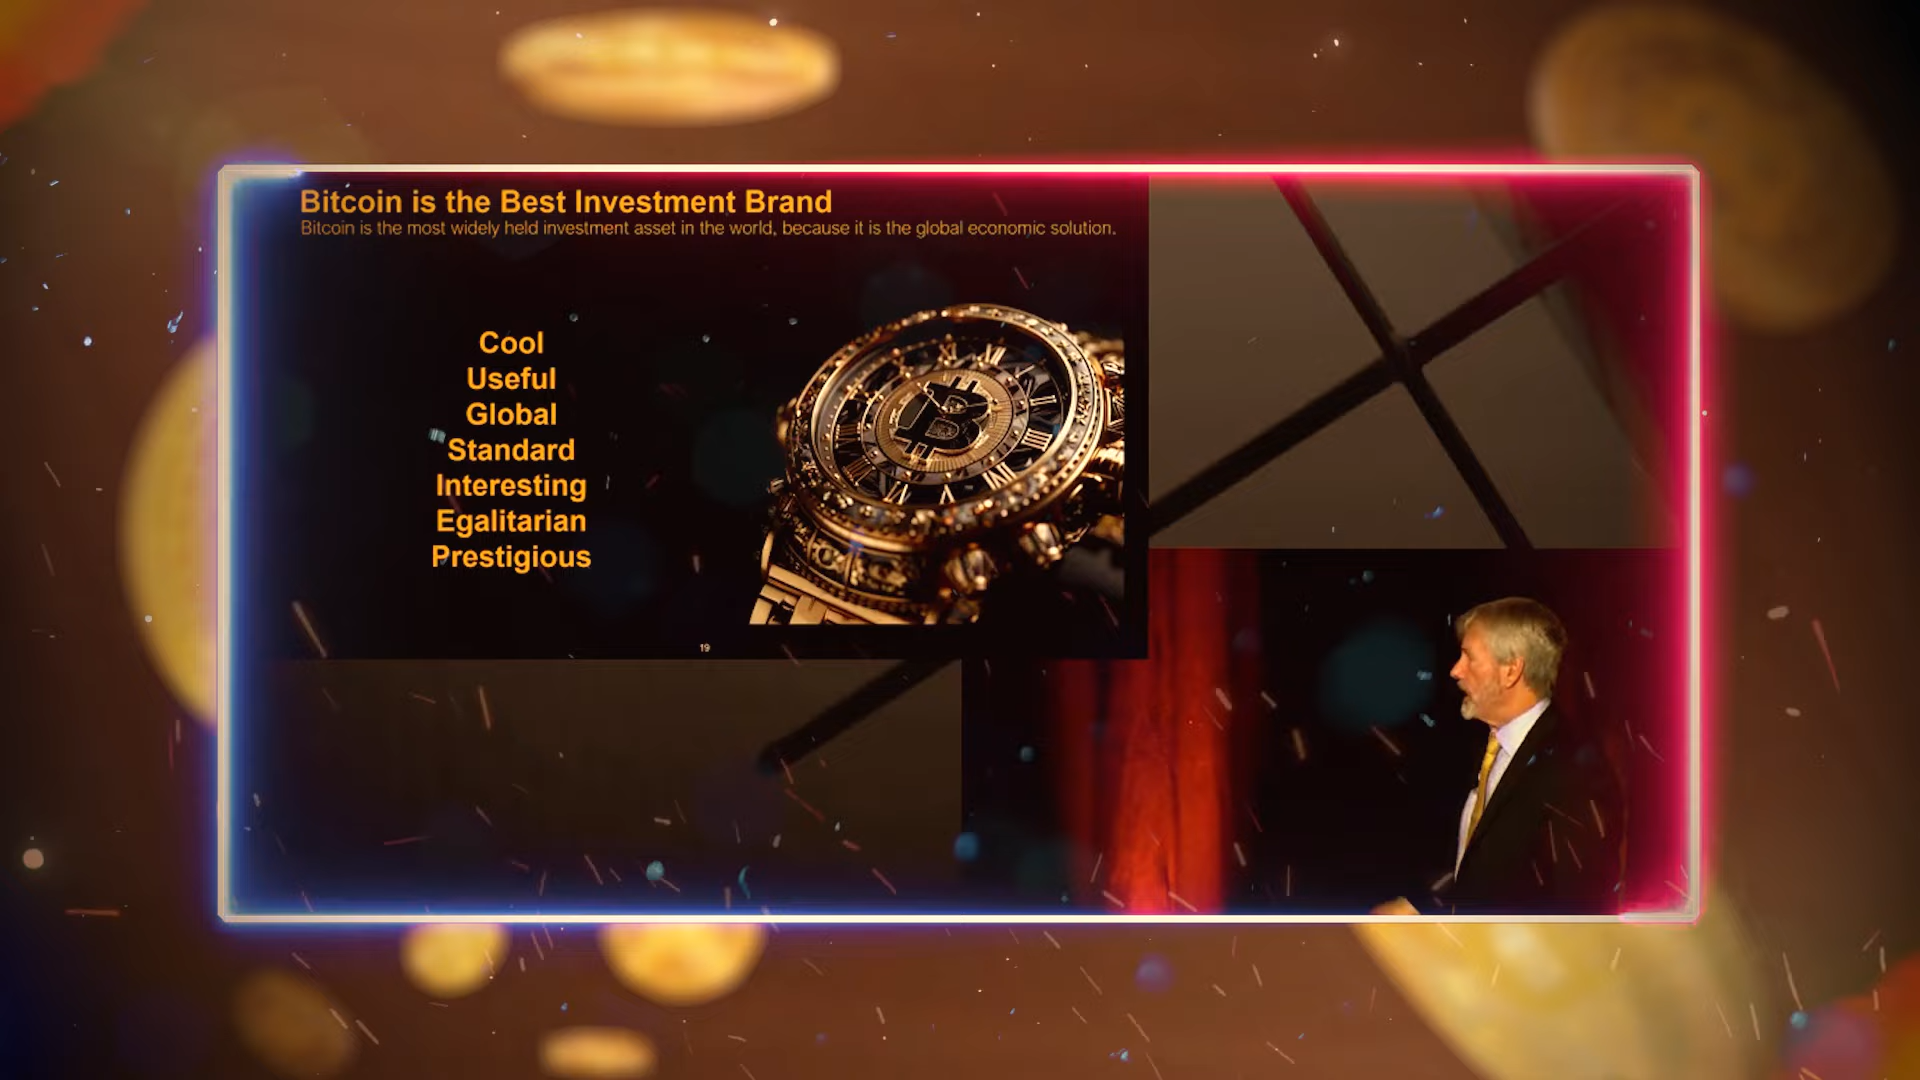 Bitcoin is the Best Investment Brand
Bitcoin is the most widely held investment asset in the world, because it is the global economic solution.
Cool
Useful
Global
Standard
Interesting
Egalitarian
Prestigious
19